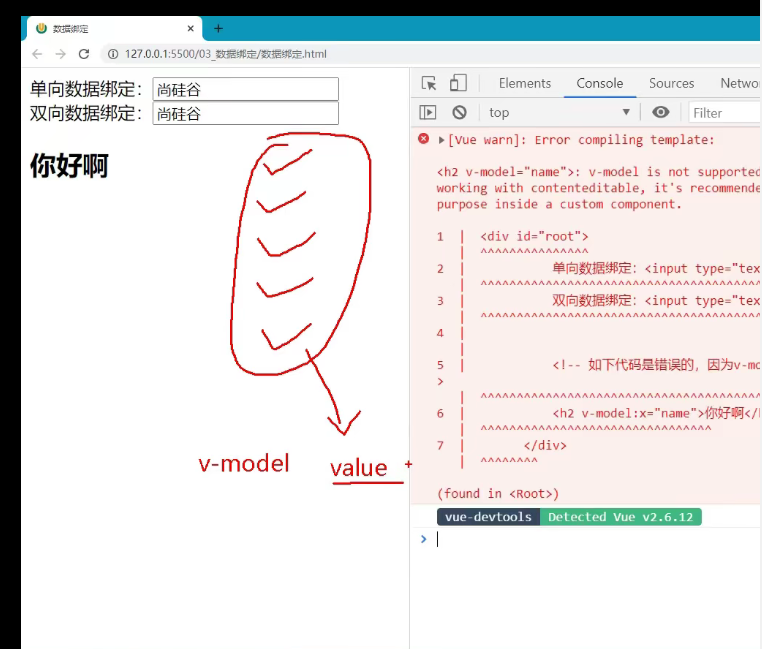 数据绑定
127.0.0.1:5500/03_数据绑定/数据绑定.html
单向数据绑定：尚硅谷
双向数据绑定：尚硅谷
你好啊
v-model value
Elements Console Sources Netwo
top Filter
[Vue warn]: Error compiling template:
<h2 v-model="name">: v-model is not supported
working with contenteditable, it's recommende
purpose inside a custom component.
1 | <div id="root">
| ^^^^^^^^^^^^^^^
2 | 单向数据绑定：<input type="tex
| ^^^^^^^^^^^^^^^^^^^^^^^^^^^^^^^^^^^^^^
3 | 双向数据绑定：<input type="tex
| ^^^^^^^^^^^^^^^^^^^^^^^^^^^^^^^^^^^^^^
4 |
|
5 | <!-- 如下代码是错误的，因为v-mo
>
| ^^^^^^^^^^^^^^^^^^^^^^^^^^^^^^^^^^^^^^
6 | <h2 v-model:x="name">你好啊</
| ^^^^^^^^^^^^^^^^^^^^^^^^^^^^^^^^
7 | </div>
| ^^^^^^^^
(found in <Root>)
vue-devtools Detected Vue v2.6.12
>